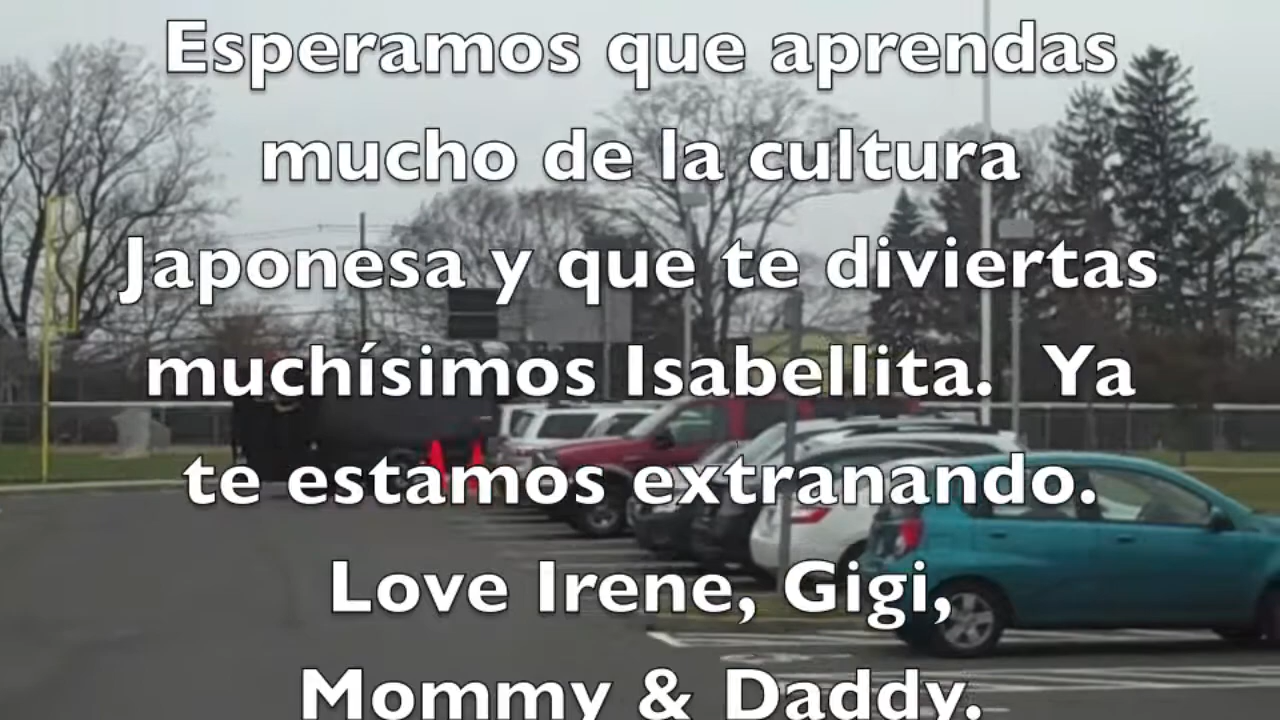 Esperamos que aprendas
mucho de la cultura
Japonesa y que te diviertas
muchísimos Isabellita.  Ya
te estamos extranando.
Love Irene, Gigi,
Mommy & Daddy.